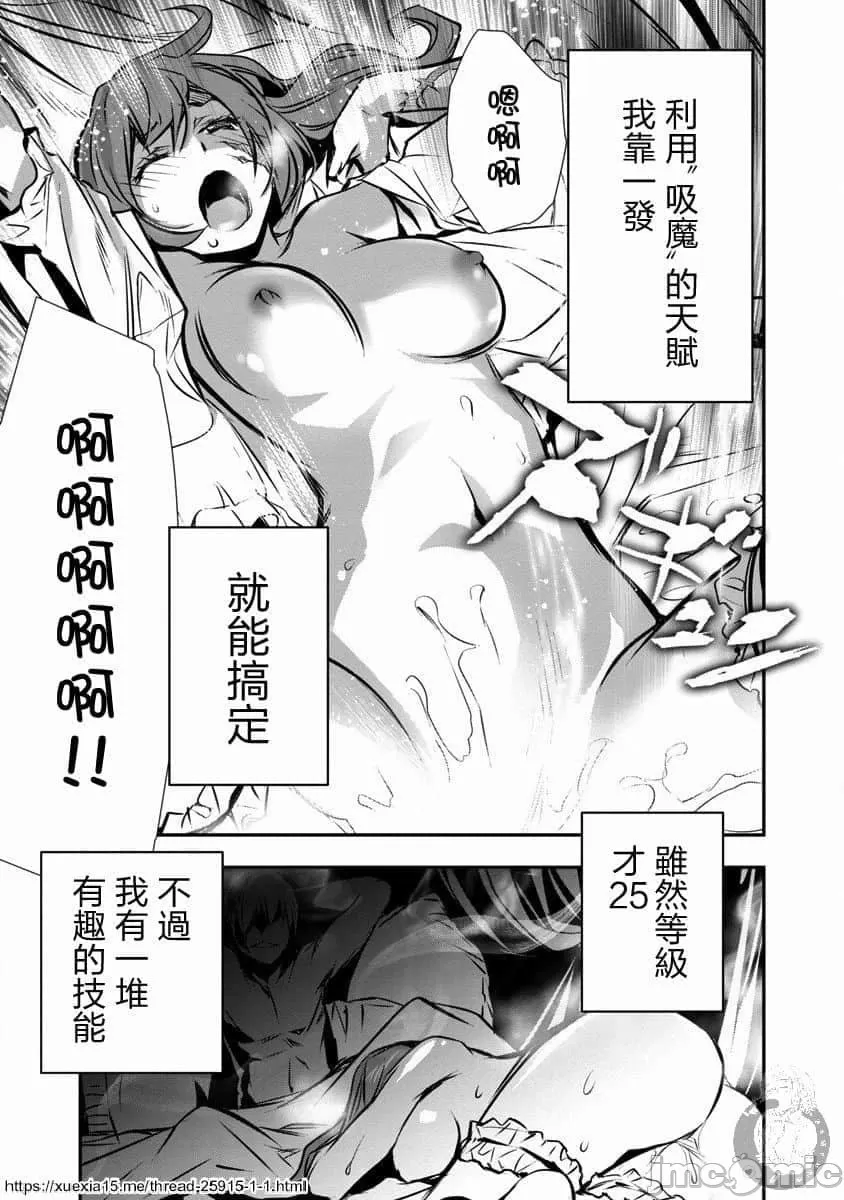 利用〝吸魔〟的天賦
我靠一發
嗯啊啊
就能搞定
啊啊啊啊啊!!
雖然等級
才25
不過
我有一堆
有趣的技能
https://xuexia15.me/thread-25915-1-1.html
imcomic